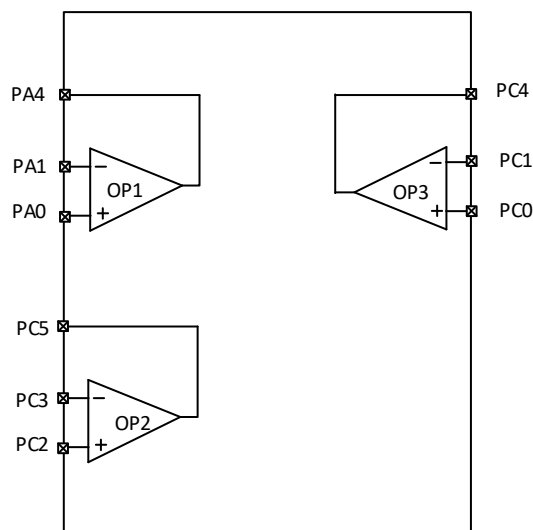 PA4
PC4
PA1
−
−
PC1
OP1
OP3
PA0
+
+
PC0
PC5
PC3
−
OP2
PC2
+